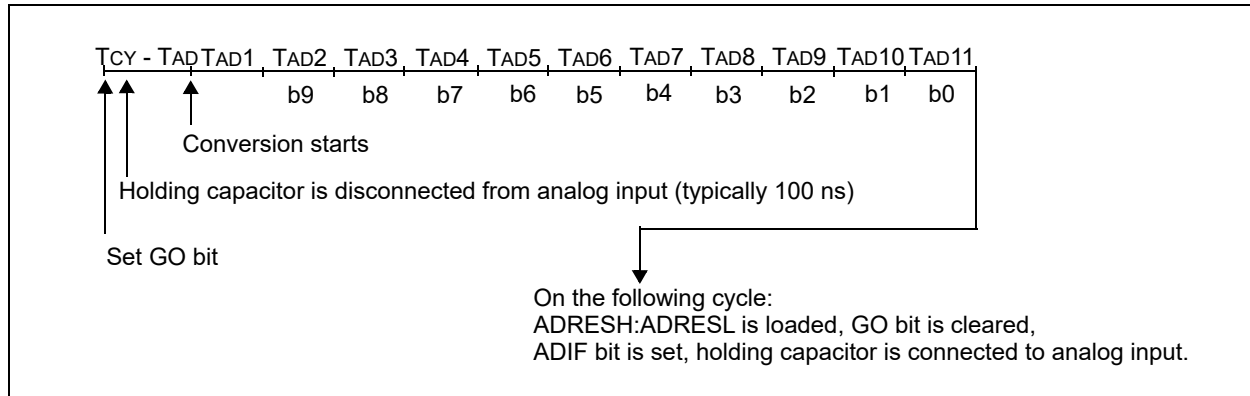 TCY - TAD TAD1 TAD2 TAD3 TAD4 TAD5 TAD6 TAD7 TAD8 TAD9 TAD10 TAD11
b9 b8 b7 b6 b5 b4 b3 b2 b1 b0
Conversion starts
Holding capacitor is disconnected from analog input (typically 100 ns)
Set GO bit
On the following cycle:
ADRESH:ADRESL is loaded, GO bit is cleared,
ADIF bit is set, holding capacitor is connected to analog input.